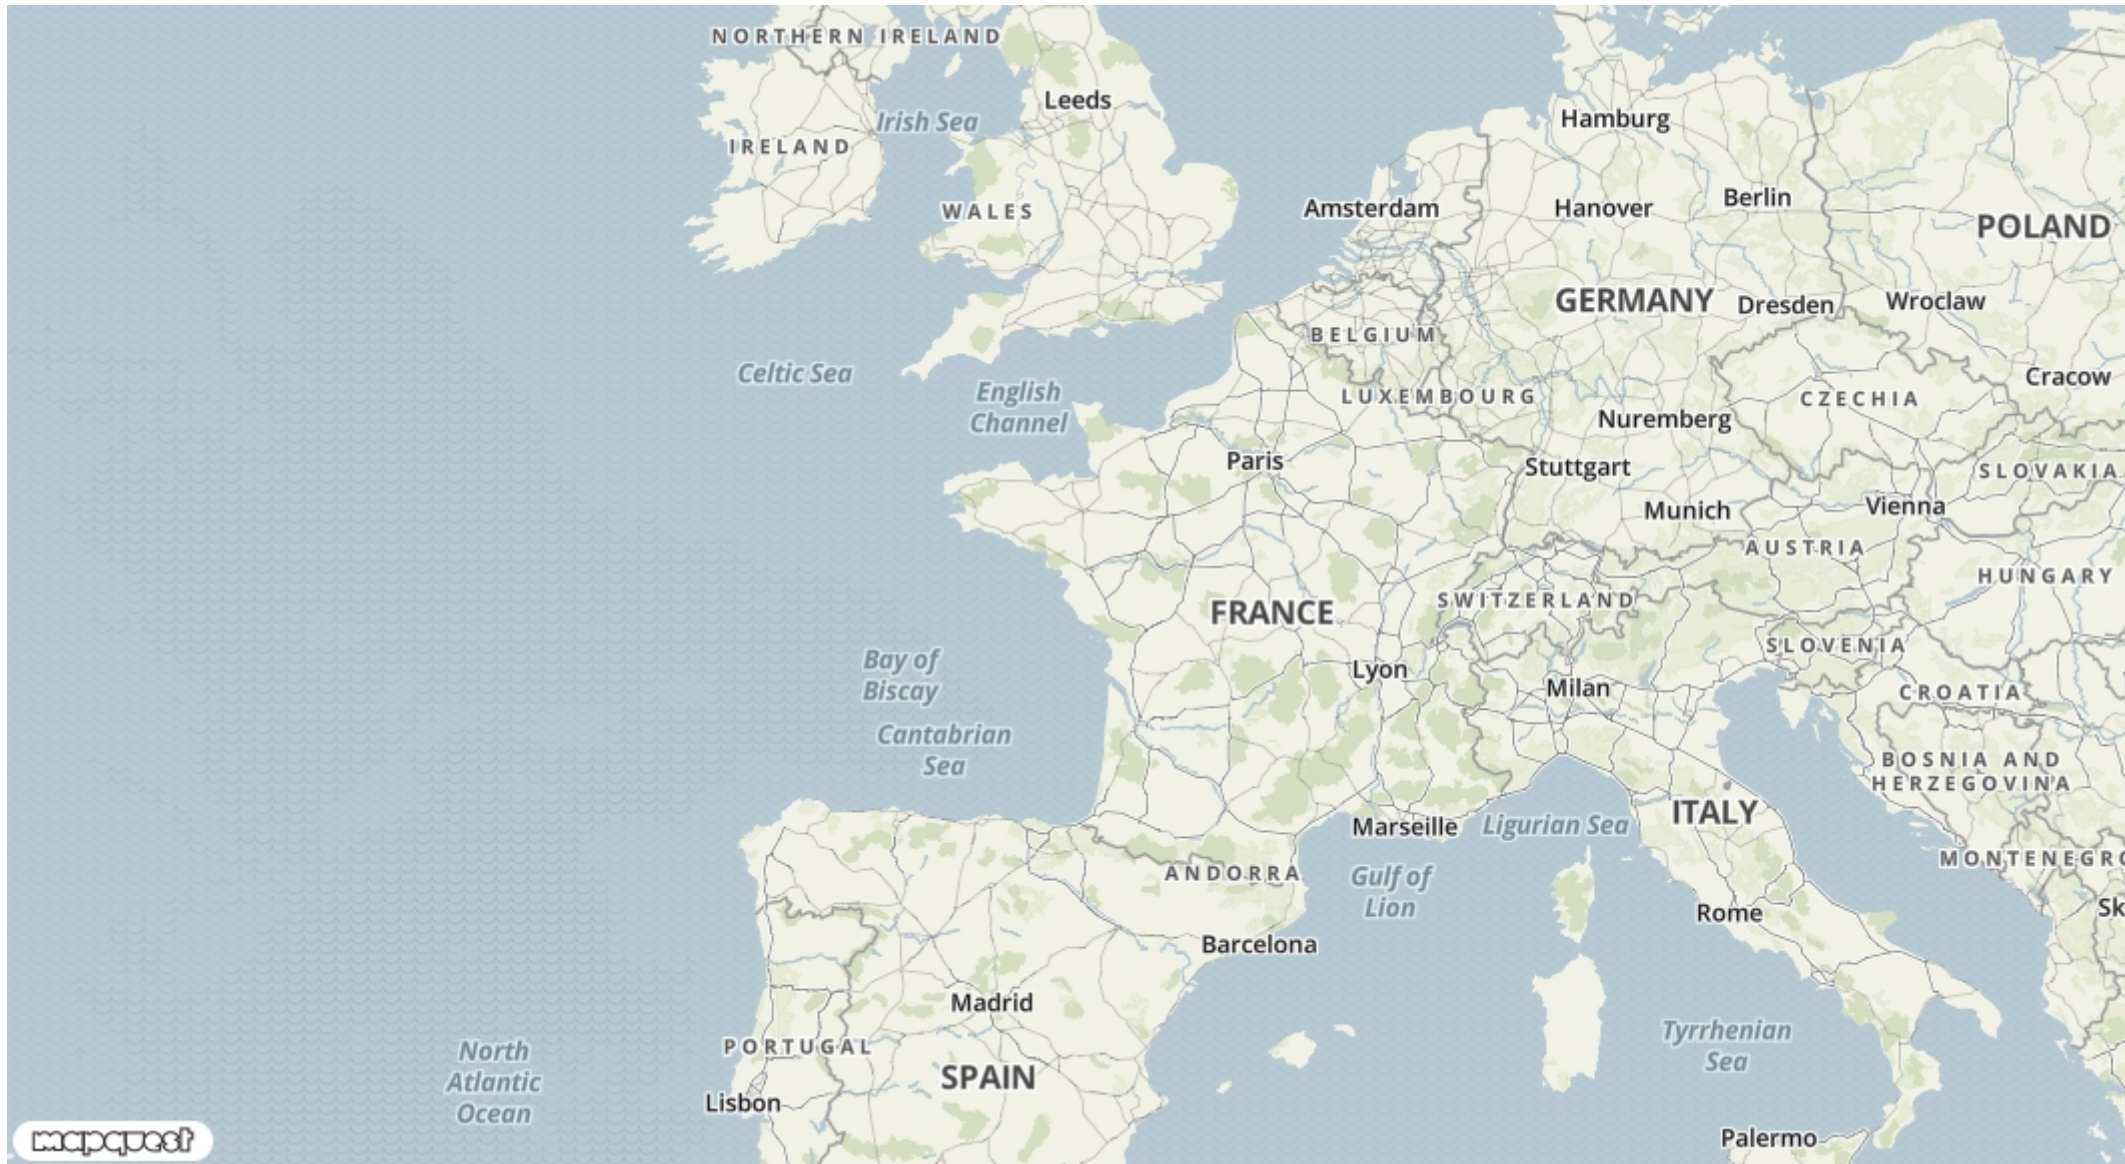 NORTHERN IRELAND
Leeds
Irish Sea
IRELAND
WALES
Hamburg
Amsterdam
Hanover
Berlin
POLAND
GERMANY
Dresden
Wroclaw
BELGIUM
Celtic Sea
English
Channel
LUXEMBOURG
Cracow
CZECHIA
Nuremberg
Paris
Stuttgart
SLOVAKIA
Munich
Vienna
AUSTRIA
HUNGARY
SWITZERLAND
FRANCE
SLOVENIA
Bay of
Biscay
Lyon
Milan
CROATIA
Cantabrian
Sea
BOSNIA AND
HERZEGOVINA
ITALY
Marseille
Ligurian Sea
MONTENEGRO
ANDORRA
Gulf of
Lion
Rome
Sk
Barcelona
Madrid
PORTUGAL
North
Atlantic
Ocean
Tyrrhenian
Sea
SPAIN
Lisbon
Palermo
mapquest